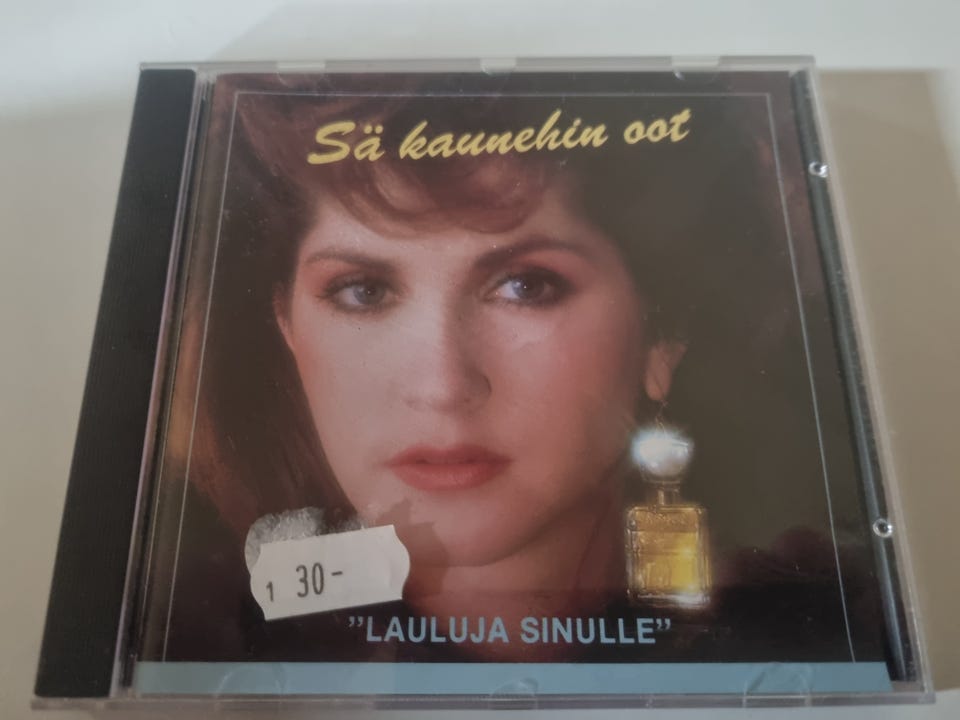 Sä kaunehin oot
1 30-
"LAULUJA SINULLE"